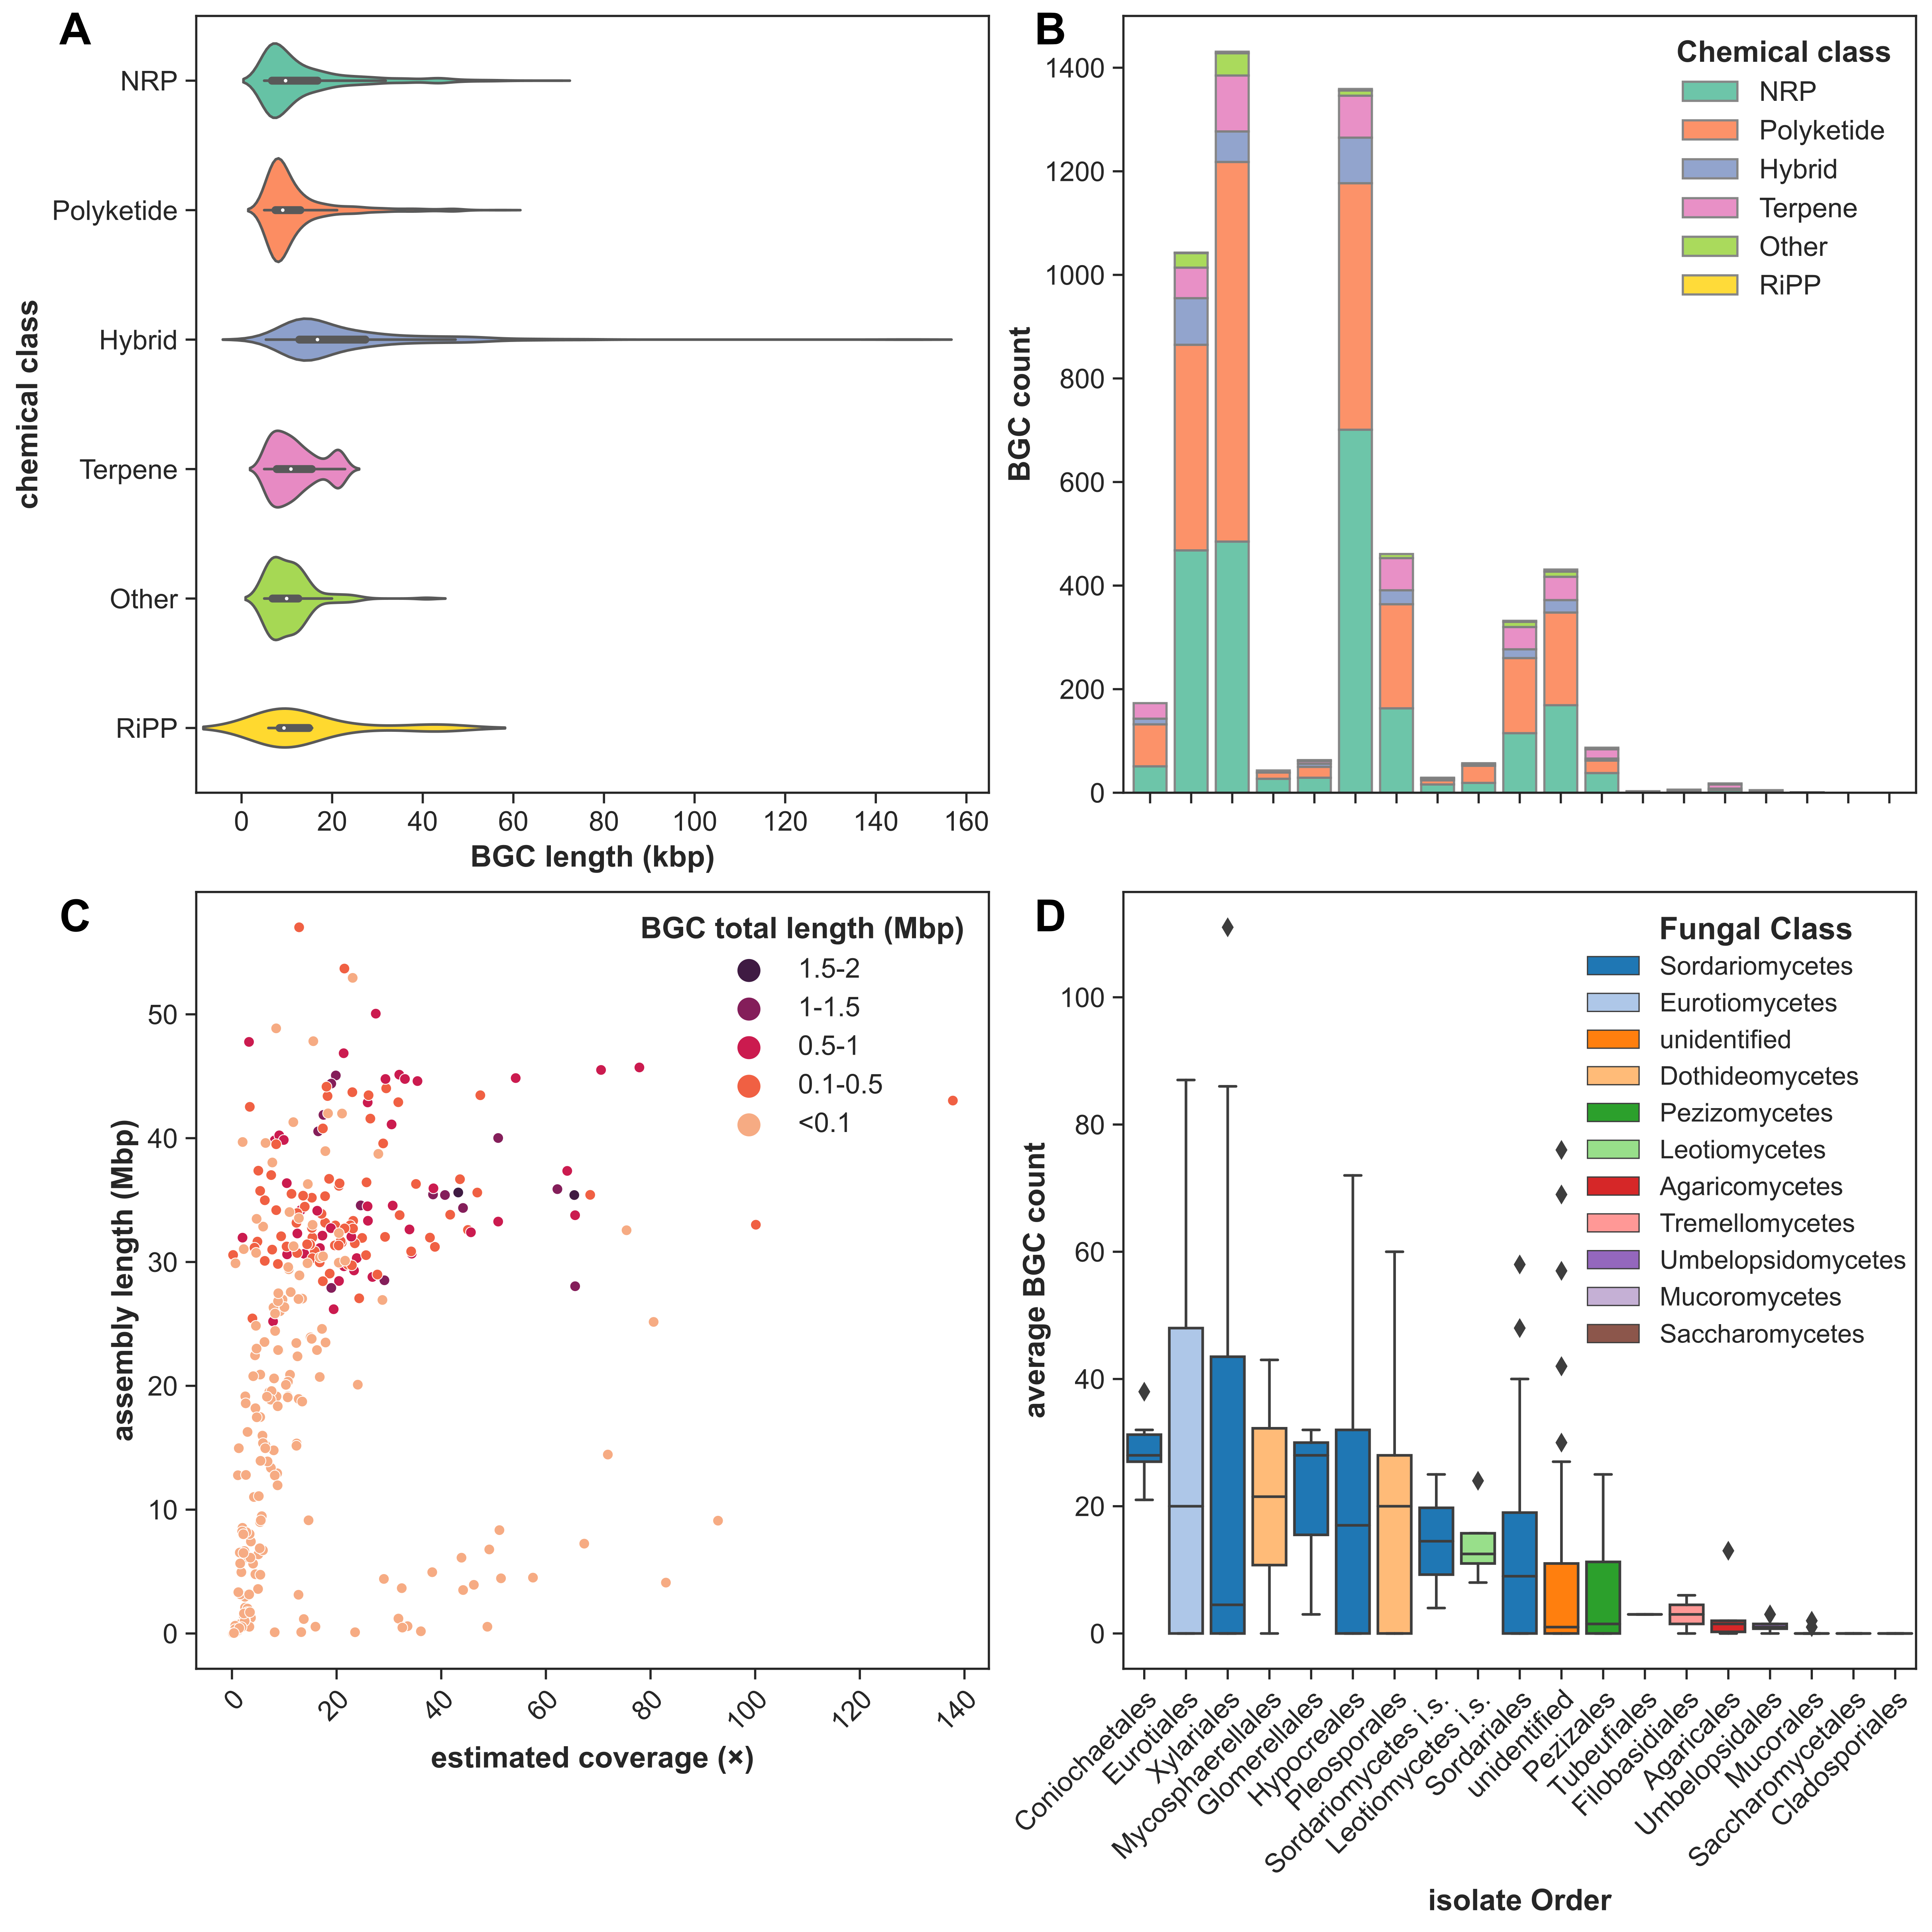 A
NRP
Polyketide
Hybrid
Terpene
Other
RiPP
chemical class
0 20 40 60 80 100 120 140 160
BGC length (kbp)
B
1400
1200
1000
800
600
400
200
0
BGC count
Chemical class
NRP
Polyketide
Hybrid
Terpene
Other
RiPP
C
50
40
30
20
10
0
assembly length (Mbp)
BGC total length (Mbp)
1.5-2
1-1.5
0.5-1
0.1-0.5
<0.1
0 20 40 60 80 100 120 140
estimated coverage (×)
D
100
80
60
40
20
0
average BGC count
Fungal Class
Sordariomycetes
Eurotiomycetes
unidentified
Dothideomycetes
Pezizomycetes
Leotiomycetes
Agaricomycetes
Tremellomycetes
Umbelopsidomycetes
Mucoromycetes
Saccharomycetes
Coniochaetales
Eurotiales
Xylariales
Mycosphaerellales
Glomerellales
Hypocreales
Pleosporales
Sordariomycetes i.s.
Leotiomycetes i.s.
Sordariales
unidentified
Pezizales
Tubeufiales
Filobasidiales
Agaricales
Umbelopsidales
Mucorales
Saccharomycetales
Cladosporiales
isolate Order